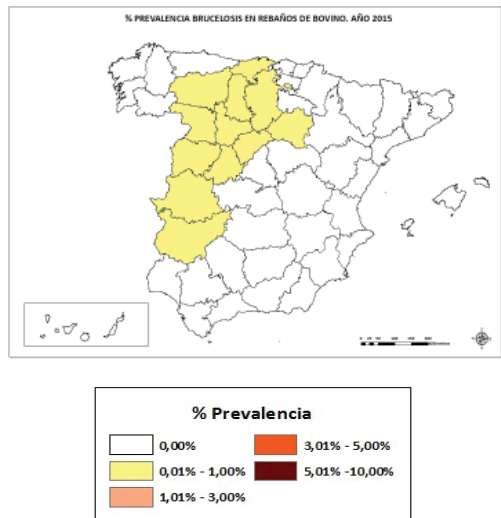 % PREVALENCIA BRUCELOSIS EN REBAÑOS DE BOVINO. AÑO 2015
% Prevalencia
0,00%
3,01% - 5,00%
0,01% - 1,00%
5,01% -10,00%
1,01% - 3,00%